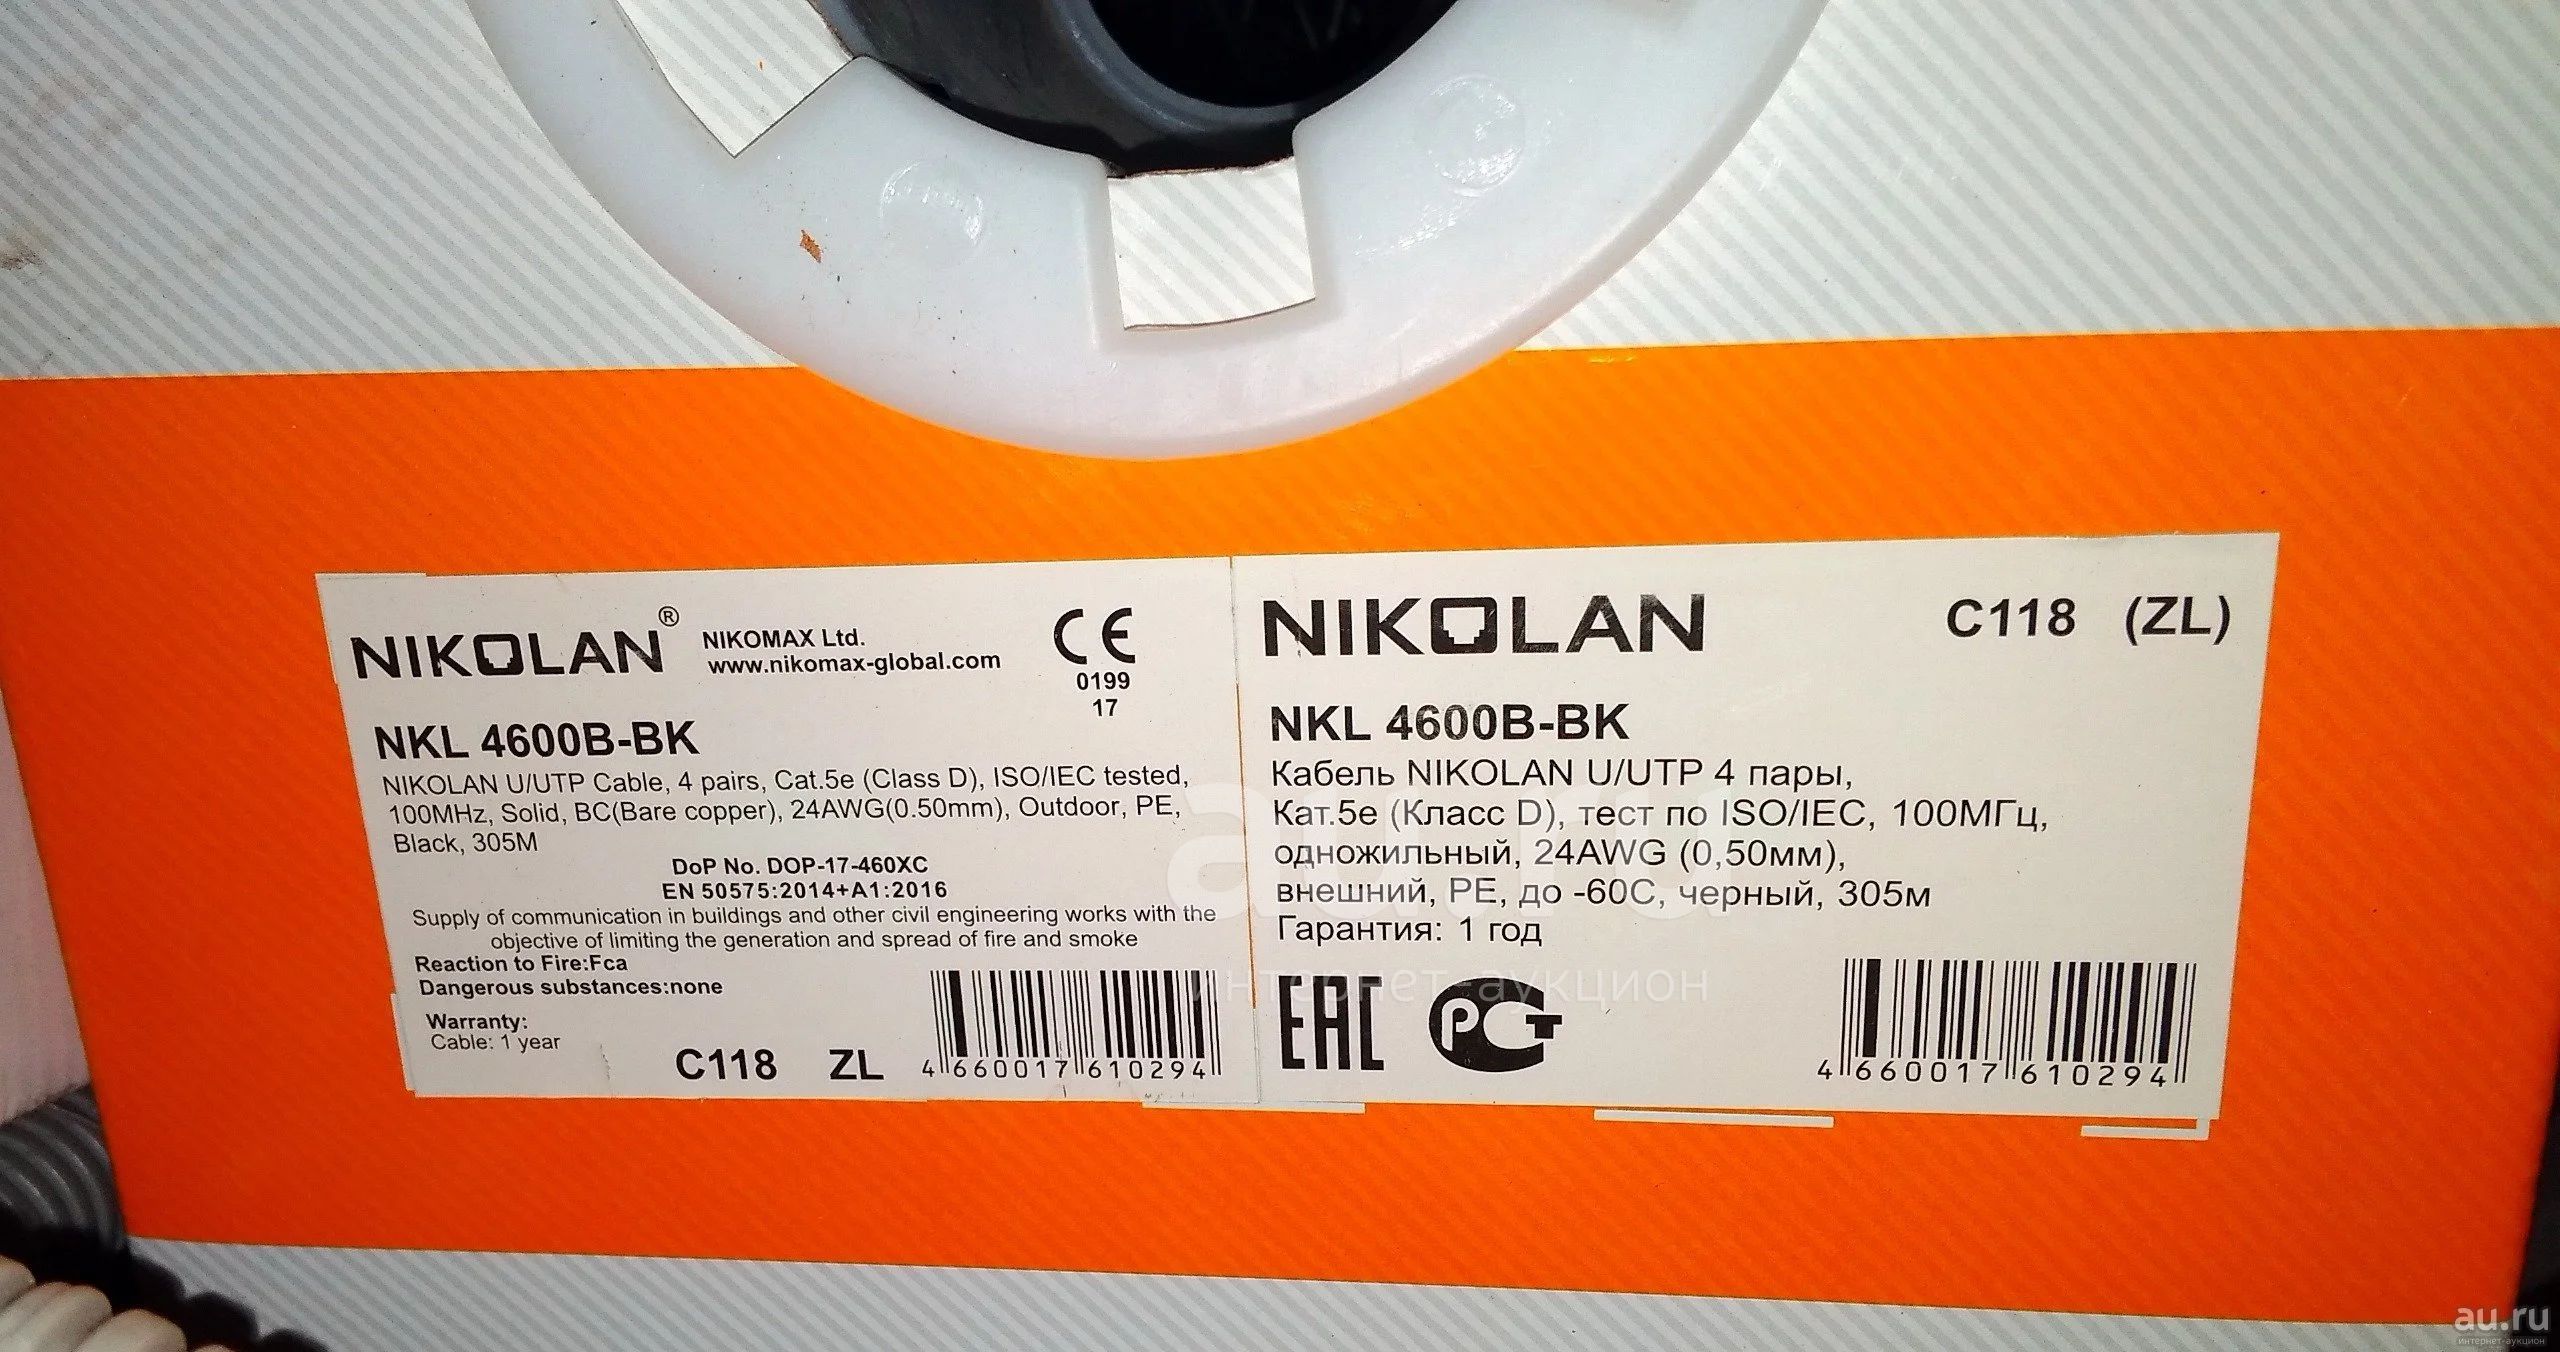 NIKOLAN®
NIKOMAX Ltd.
www.nikomax-global.com
CE
0199
17
NKL 4600B-BK
NIKOLAN U/UTP Cable, 4 pairs, Cat.5e (Class D), ISO/IEC tested,
100MHz, Solid, BC(Bare copper), 24AWG(0.50mm), Outdoor, PE,
Black, 305M
DoP No. DOP-17-460XC
EN 50575:2014+A1:2016
Supply of communication in buildings and other civil engineering works with the
objective of limiting the generation and spread of fire and smoke
Reaction to Fire:Fca
Dangerous substances:none
Warranty:
Cable: 1 year
C118 ZL
4 660017 610294
NIKOLAN
C118 (ZL)
NKL 4600B-BK
Кабель NIKOLAN U/UTP 4 пары,
Кат.5е (Класс D), тест по ISO/IEC, 100МГц,
одножильный, 24AWG (0,50мм),
внешний, PE, до -60С, черный, 305м
Гарантия: 1 год
EAC РСТ
4 660017 610294
au.ru
интернет-аукцион
au.ru
интернет-аукцион